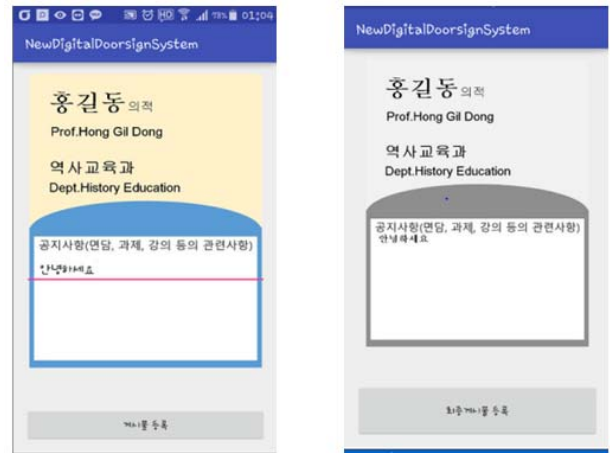 01:04
NewDigitalDoorsignSystem
홍길동 의적
Prof.Hong Gil Dong
역사교육과
Dept.History Education
공지사항(면담, 과제, 강의 등의 관련사항)
안녕하세요
게시물 등록
NewDigitalDoorsignSystem
홍길동 의적
Prof.Hong Gil Dong
역사교육과
Dept.History Education
공지사항(면담, 과제, 강의 등의 관련사항)
안녕하세요
최종게시물 등록